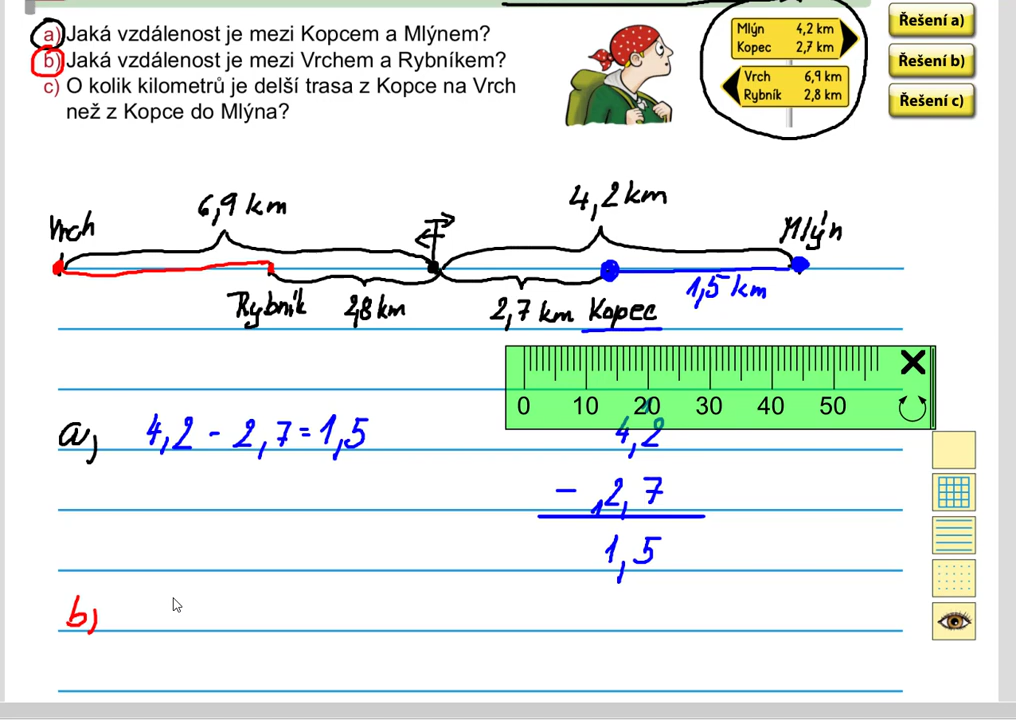 a) Jaká vzdálenost je mezi Kopcem a Mlýnem?
b) Jaká vzdálenost je mezi Vrchem a Rybníkem?
c) O kolik kilometrů je delší trasa z Kopce na Vrch
než z Kopce do Mlýna?
Mlýn 4,2 km
Kopec 2,7 km
Vrch 6,9 km
Rybník 2,8 km
Řešení a)
Řešení b)
Řešení c)
6,9 km
4,2 km
Vrch
Mlýn
Rybník
2,8 km
2,7 km
Kopec
1,5 km
0 10 20 30 40 50
a) 4,2 - 2,7 = 1,5
4,2
- 2,7
1,5
b)